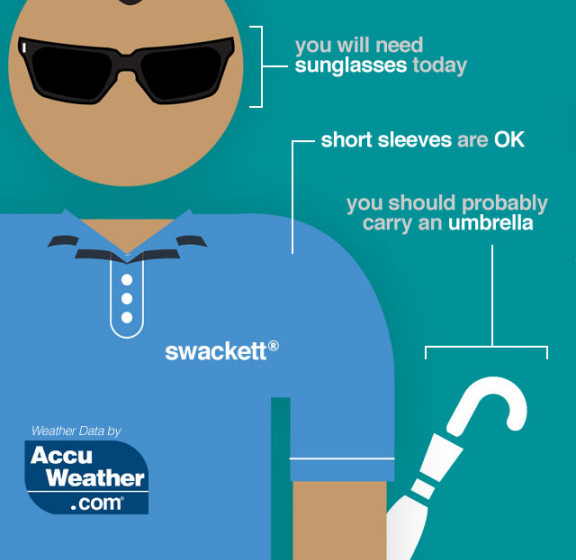 you will need
sunglasses today
short sleeves are OK
you should probably
carry an umbrella
swackett®
Weather Data by
Accu
Weather
.com®